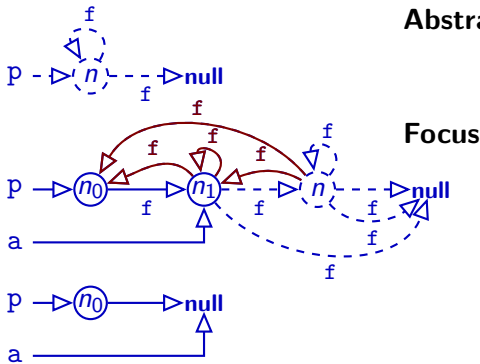 Abstra
f
p n null
f
f
f
Focus
f f f f
p n₀ n₁ n null
f f f
f
a f
p n₀ null
a